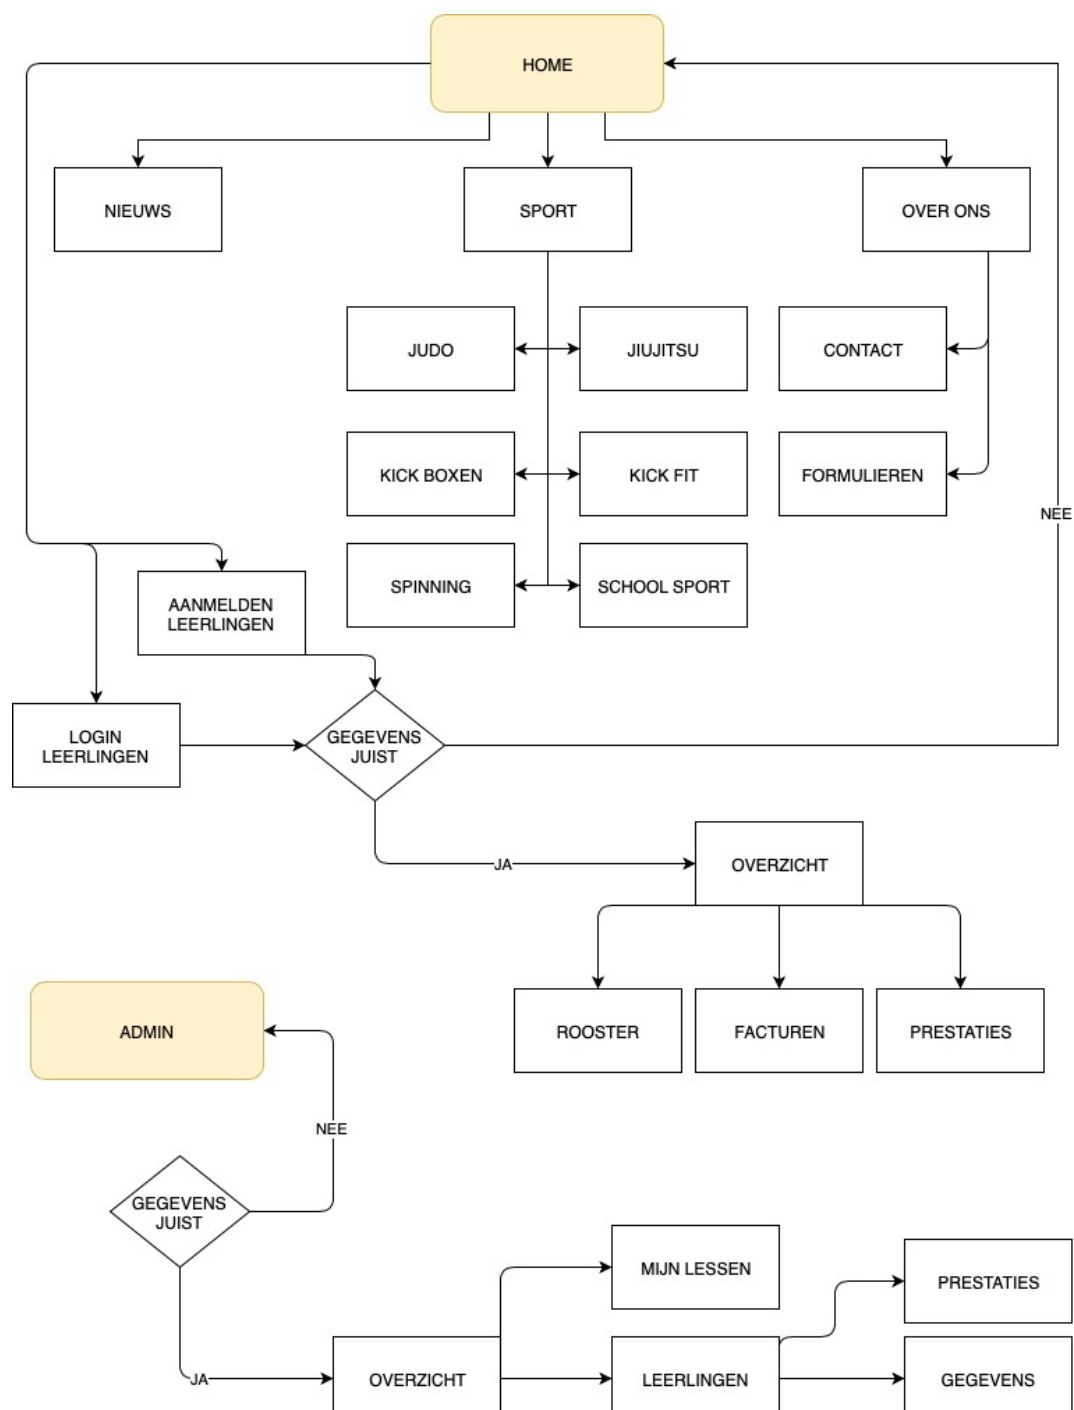 HOME
NIEUWS
SPORT
OVER ONS
JUDO
JIUJITSU
CONTACT
KICK BOXEN
KICK FIT
FORMULIEREN
NEE
SPINNING
SCHOOL SPORT
AANMELDEN
LEERLINGEN
LOGIN
LEERLINGEN
GEGEVENS
JUIST
JA
OVERZICHT
ROOSTER
FACTUREN
PRESTATIES
ADMIN
NEE
GEGEVENS
JUIST
MIJN LESSEN
PRESTATIES
JA
OVERZICHT
LEERLINGEN
GEGEVENS